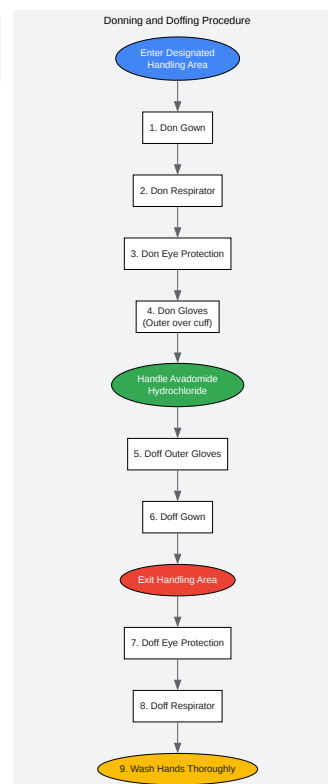 Donning and Doffing Procedure
Enter Designated
Handling Area
1. Don Gown
2. Don Respirator
3. Don Eye Protection
4. Don Gloves
(Outer over cuff)
Handle Avadomide
Hydrochloride
5. Doff Outer Gloves
6. Doff Gown
Exit Handling Area
7. Doff Eye Protection
8. Doff Respirator
9. Wash Hands Thoroughly